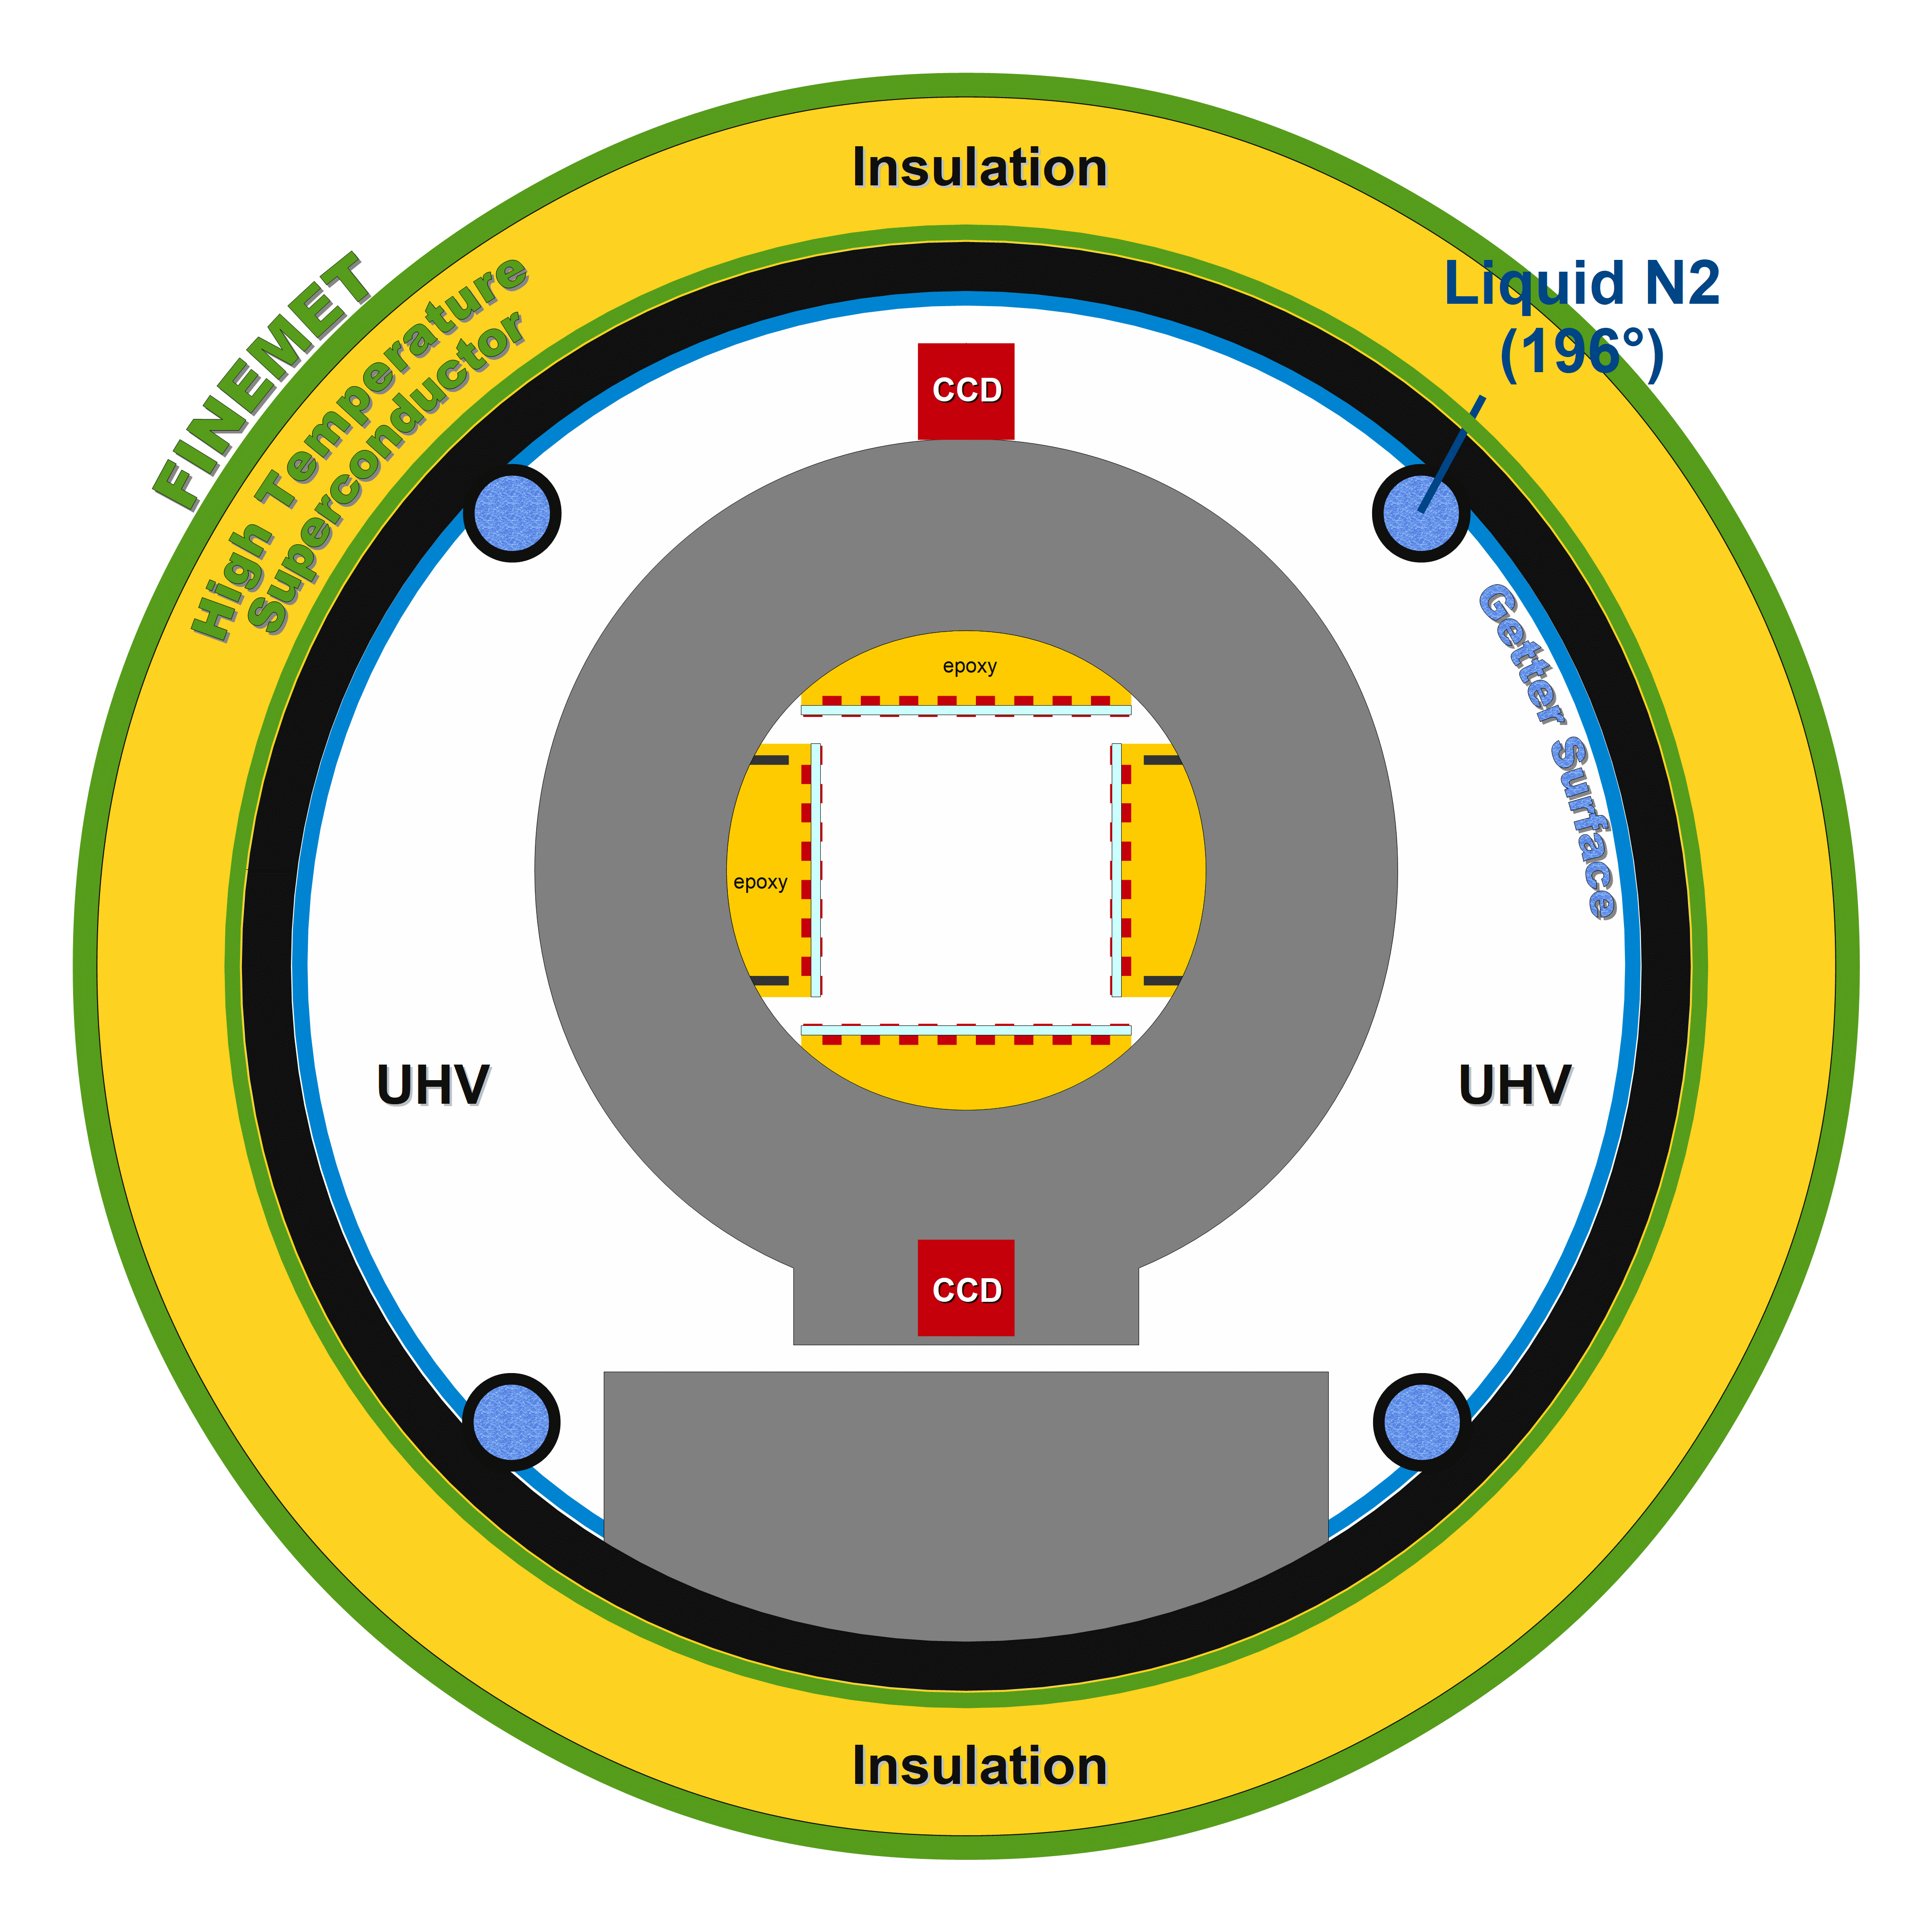 Insulation
FINEMET
High Temperature
Superconductor
Liquid N2
(196°)
CCD
Getter Surface
epoxy
epoxy
UHV
UHV
CCD
Insulation